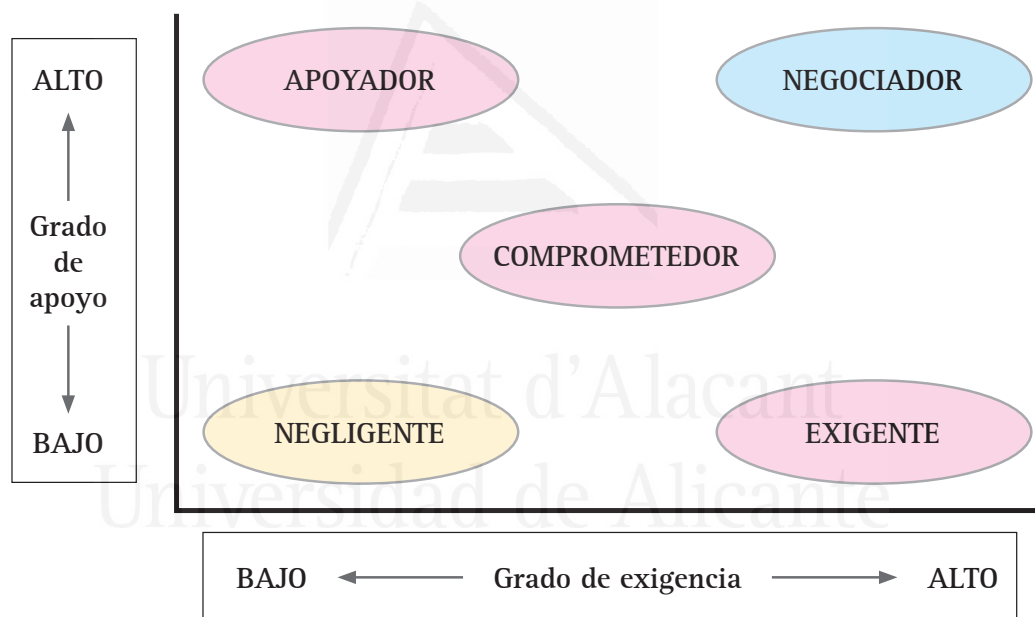 ALTO
APOYADOR
NEGOCIADOR
Grado
de
apoyo
COMPROMETEDOR
BAJO
NEGLIGENTE
EXIGENTE
Universitat d'Alacant
Universidad de Alicante
BAJO
Grado de exigencia
ALTO